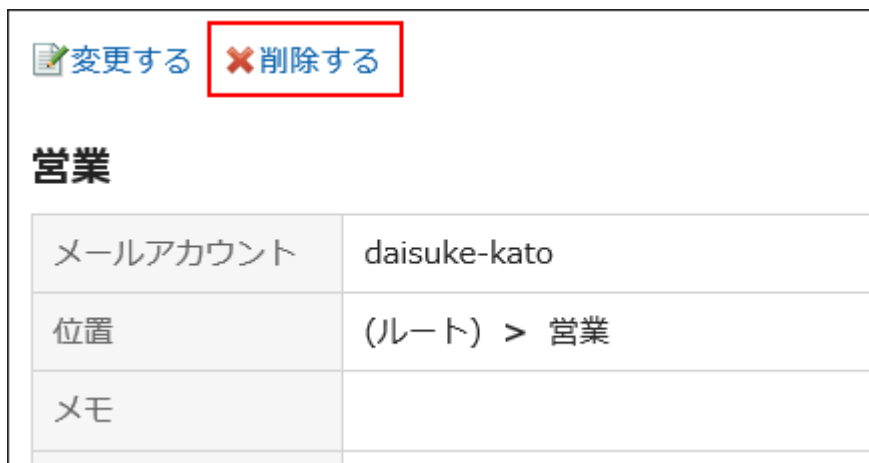 変更する 削除する
営業
メールアカウント daisuke-kato
位置 (ルート) > 営業
メモ